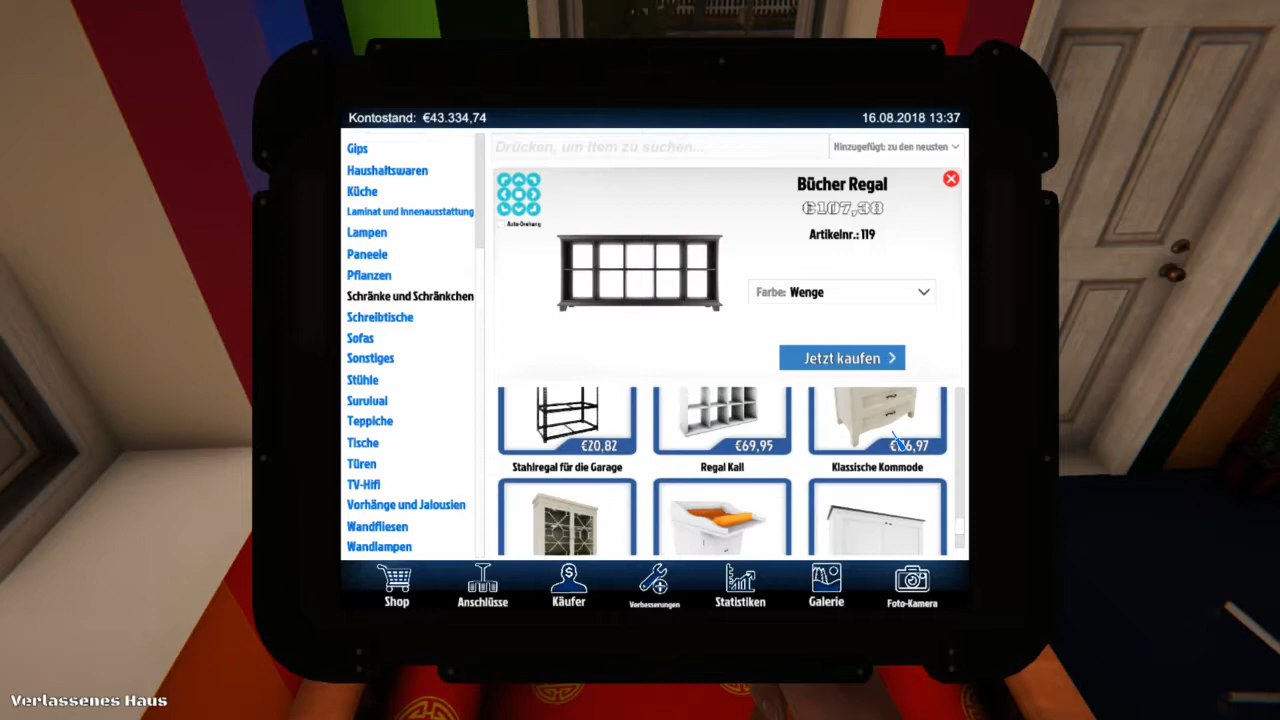 Kontostand: €43.334,74
16.08.2018 13:37
Gips
Haushaltswaren
Küche
Laminat und Innenausstattung
Lampen
Paneele
Pflanzen
Schränke und Schränkchen
Schreibtische
Sofas
Sonstiges
Stühle
Survival
Teppiche
Tische
Türen
TV-Hifi
Vorhänge und Jalousien
Wandfliesen
Wandlampen
Drücken, um Item zu suchen...
Hinzugefügt: zu den neusten
Auto-Drehung
Bücher Regal
€107,30
Artikelnr.: 119
Farbe: Wenge
Jetzt kaufen
€20,82
€69,95
Stahlregal für die Garage
Regal Kall
Klassische Kommode
Shop
Anschlüsse
Käufer
Verbesserungen
Statistiken
Galerie
Foto-Kamera
Verlassenes Haus